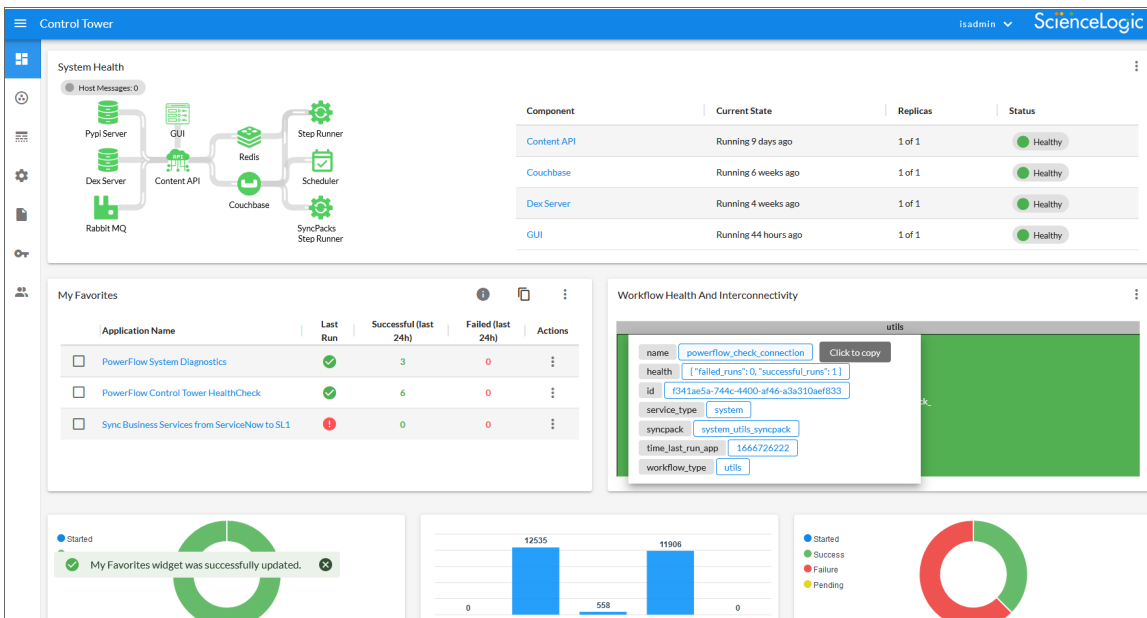 Control Tower
isadmin
ScienceLogic
System Health
Host Messages: 0
Pypi Server
GUI
Step Runner
Redis
API
Dex Server
Content API
Scheduler
Couchbase
Rabbit MQ
SyncPacks
Step Runner
Component Current State Replicas Status
Content API Running 9 days ago 1 of 1 Healthy
Couchbase Running 6 weeks ago 1 of 1 Healthy
Dex Server Running 4 weeks ago 1 of 1 Healthy
GUI Running 44 hours ago 1 of 1 Healthy
My Favorites
Application Name Last Run Successful (last 24h) Failed (last 24h) Actions
PowerFlow System Diagnostics 3 0
PowerFlow Control Tower HealthCheck 6 0
Sync Business Services from ServiceNow to SL1 0 0
Workflow Health And Interconnectivity
utils
name powerflow_check_connection Click to copy
health {"failed_runs": 0, "successful_runs": 1 }
id f341ae5a-744c-4400-af46-a3a310aef833
ck_
service_type system
syncpack system_utils_syncpack
time_last_run_app 1666726222
workflow_type utils
Started
My Favorites widget was successfully updated.
12535
11906
0
558
0
Started
Success
Failure
Pending